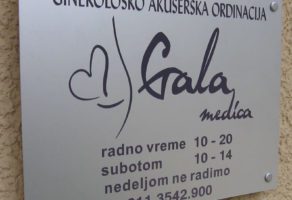 GINEKOLOŠKO AKUŠERSKA ORDINACIJA
Gala
medica
radno vreme 10 - 20
subotom 10 - 14
nedeljom ne radimo
011 3542.900